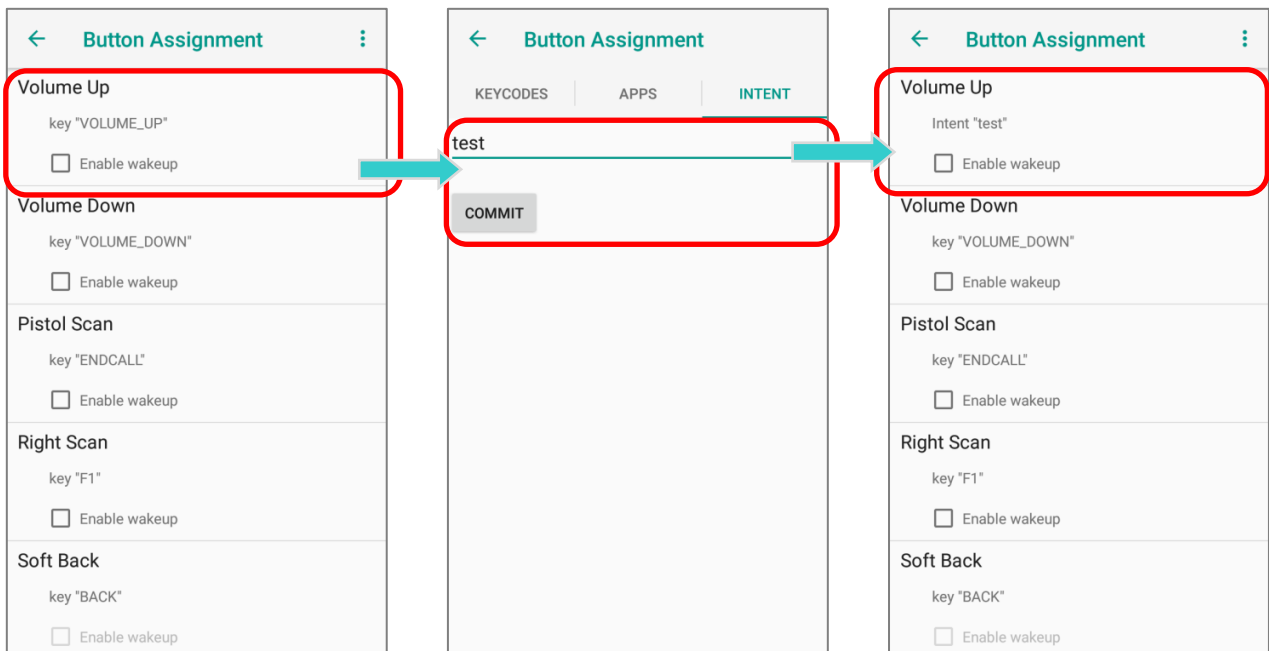 Button Assignment
Volume Up
key "VOLUME_UP"
Enable wakeup
Volume Down
key "VOLUME_DOWN"
Enable wakeup
Pistol Scan
key "ENDCALL"
Enable wakeup
Right Scan
key "F1"
Enable wakeup
Soft Back
key "BACK"
Enable wakeup
Button Assignment
KEYCODES APPS INTENT
test
COMMIT
Button Assignment
Volume Up
Intent "test"
Enable wakeup
Volume Down
key "VOLUME_DOWN"
Enable wakeup
Pistol Scan
key "ENDCALL"
Enable wakeup
Right Scan
key "F1"
Enable wakeup
Soft Back
key "BACK"
Enable wakeup